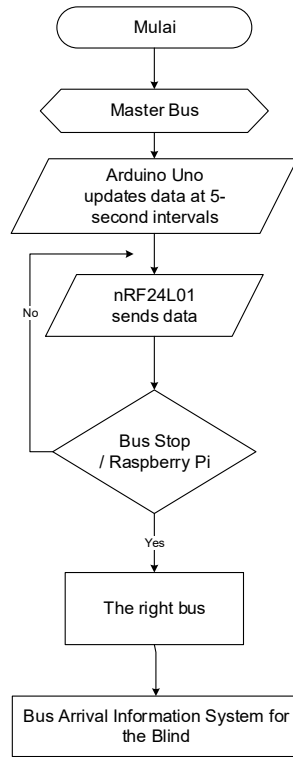 Mulai
Master Bus
Arduino Uno
updates data at 5-
second intervals
nRF24L01
sends data
No
Bus Stop
/ Raspberry Pi
Yes
The right bus
Bus Arrival Information System for
the Blind